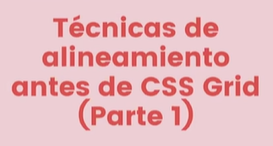 Técnicas de
alineamiento
antes de CSS Grid
(Parte 1)